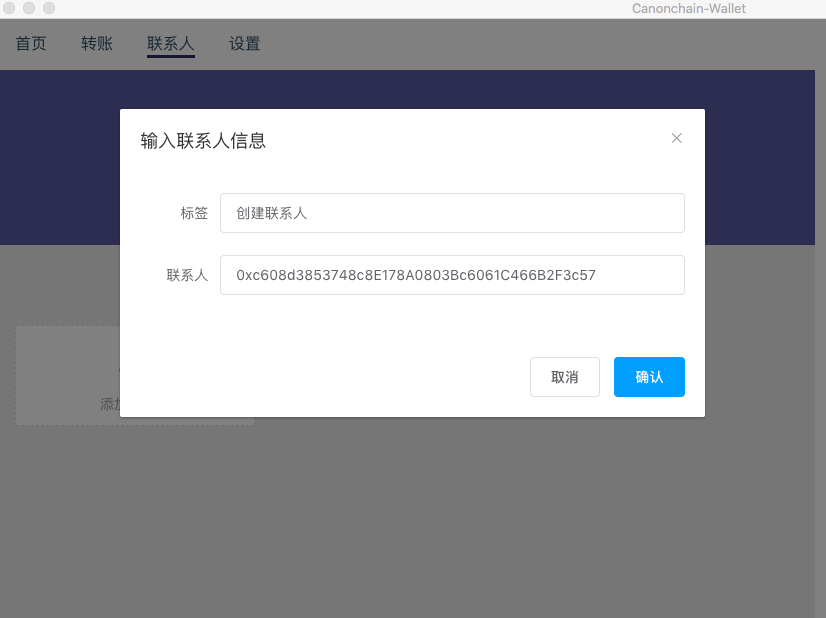 Canonchain-Wallet
首页 转账 联系人 设置
输入联系人信息
标签 创建联系人
联系人 0xc608d3853748c8E178A0803Bc6061C466B2F3c57
取消 确认
添加